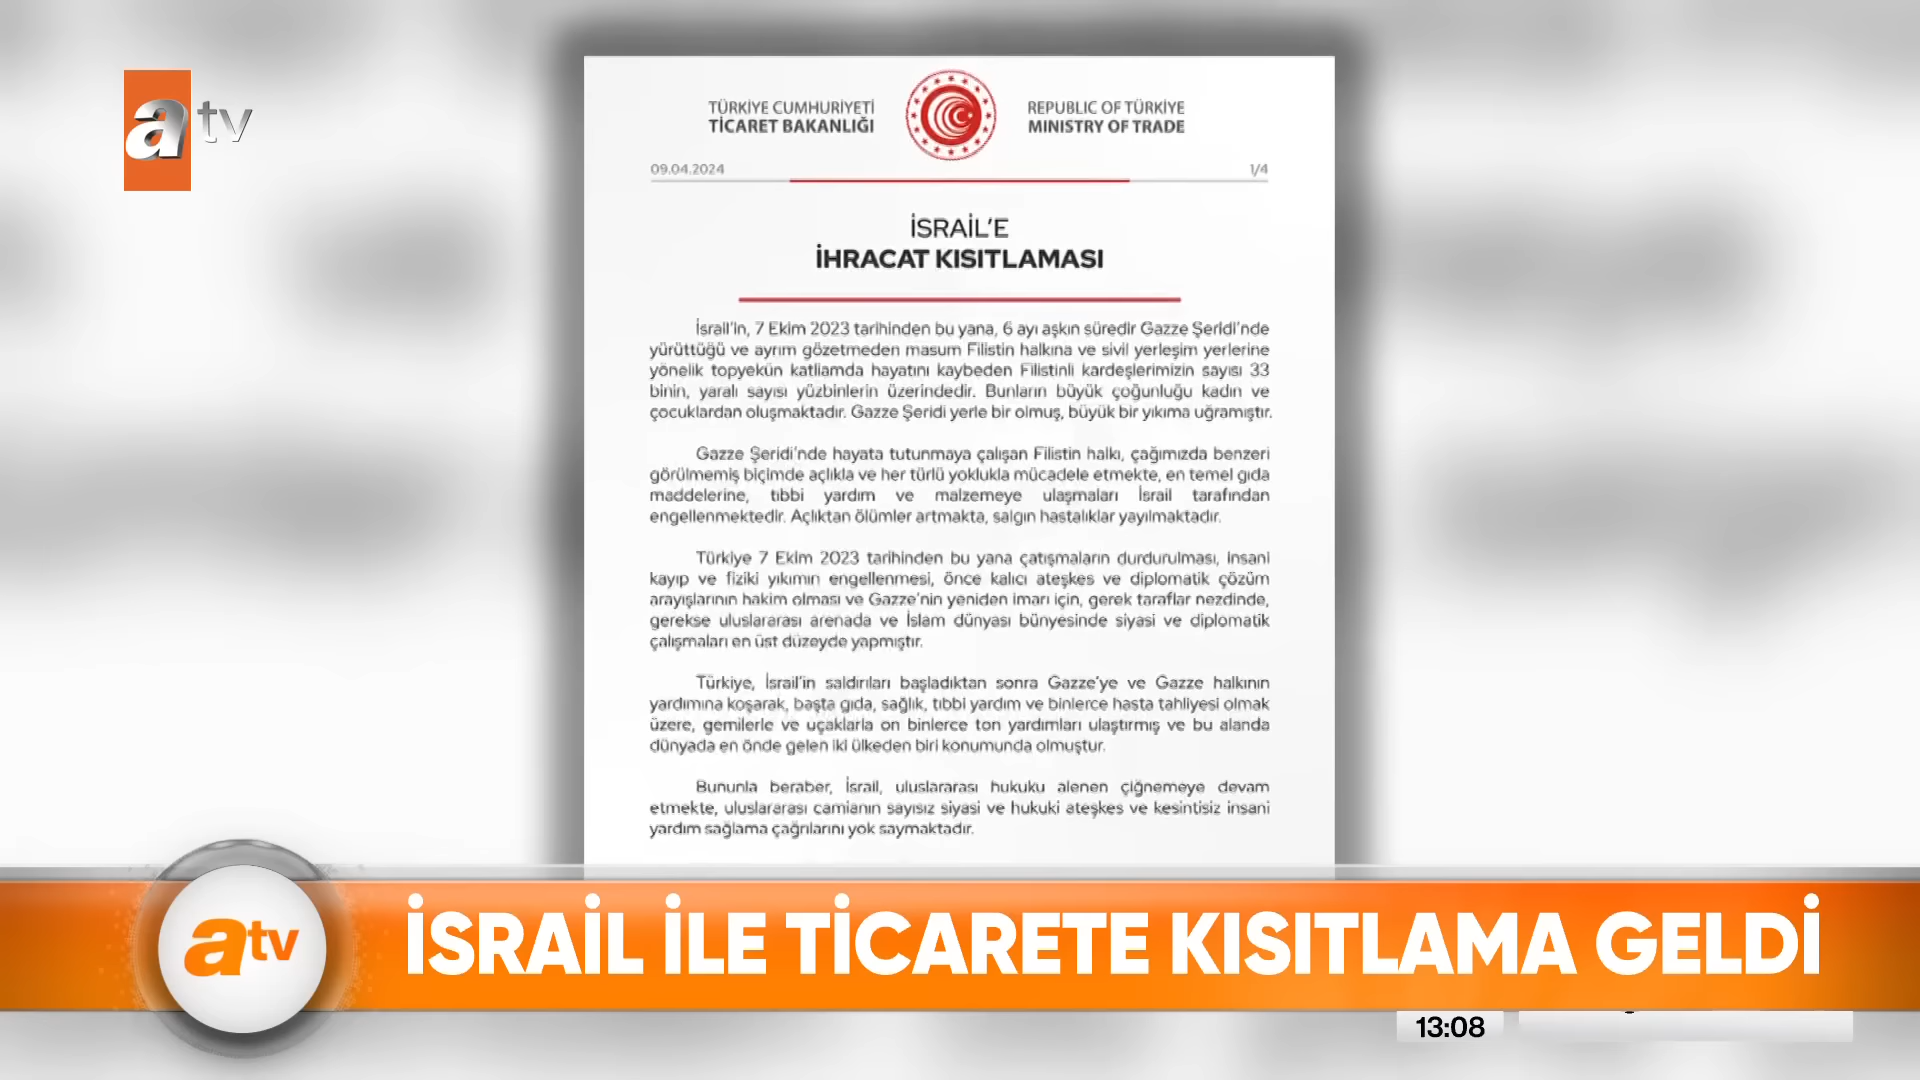 atv
TÜRKİYE CUMHURİYETİ
TİCARET BAKANLIĞI
REPUBLIC OF TÜRKİYE
MINISTRY OF TRADE
09.04.2024
1/4
İSRAİL'E
İHRACAT KISITLAMASI
İsrail'in, 7 Ekim 2023 tarihinden bu yana, 6 ayı aşkın süredir Gazze Şeridi'nde
yürüttüğü ve ayrım gözetmeden masum Filistin halkına ve sivil yerleşim yerlerine
yönelik topyekün katliamda hayatını kaybeden Filistinli kardeşlerimizin sayısı 33
binin, yaralı sayısı yüzbinlerin üzerindedir. Bunların büyük çoğunluğu kadın ve
çocuklardan oluşmaktadır. Gazze Şeridi yerle bir olmuş, büyük bir yıkıma uğramıştır.
Gazze Şeridi'nde hayata tutunmaya çalışan Filistin halkı, çağımızda benzeri
görülmemiş biçimde açlıkla ve her türlü yoklukla mücadele etmekte, en temel gıda
maddelerine, tıbbi yardım ve malzemeye ulaşmaları İsrail tarafından
engellenmektedir. Açlıktan ölümler artmakta, salgın hastalıklar yayılmaktadır.
Türkiye 7 Ekim 2023 tarihinden bu yana çatışmaların durdurulması, insani
kayıp ve fiziki yıkımın engellenmesi, önce kalıcı ateşkes ve diplomatik çözüm
arayışlarının hakim olması ve Gazze'nin yeniden imarı için, gerek taraflar nezdinde,
gerekse uluslararası arenada ve İslam dünyası bünyesinde siyasi ve diplomatik
çalışmaları en üst düzeyde yapmıştır.
Türkiye, İsrail'in saldırıları başladıktan sonra Gazze'ye ve Gazze halkının
yardımına koşarak, başta gıda, sağlık, tıbbi yardım ve binlerce hasta tahliyesi olmak
üzere, gemilerle ve uçaklarla on binlerce ton yardımları ulaştırmış ve bu alanda
dünyada en önde gelen iki ülkeden biri konumunda olmuştur.
Bununla beraber, İsrail, uluslararası hukuku alenen çiğnemeye devam
etmekte, uluslararası camianın sayısız siyasi ve hukuki ateşkes ve kesintisiz insani
yardım sağlama çağrılarını yok saymaktadır.
atv
İSRAİL İLE TİCARETE KISITLAMA GELDİ
13:08